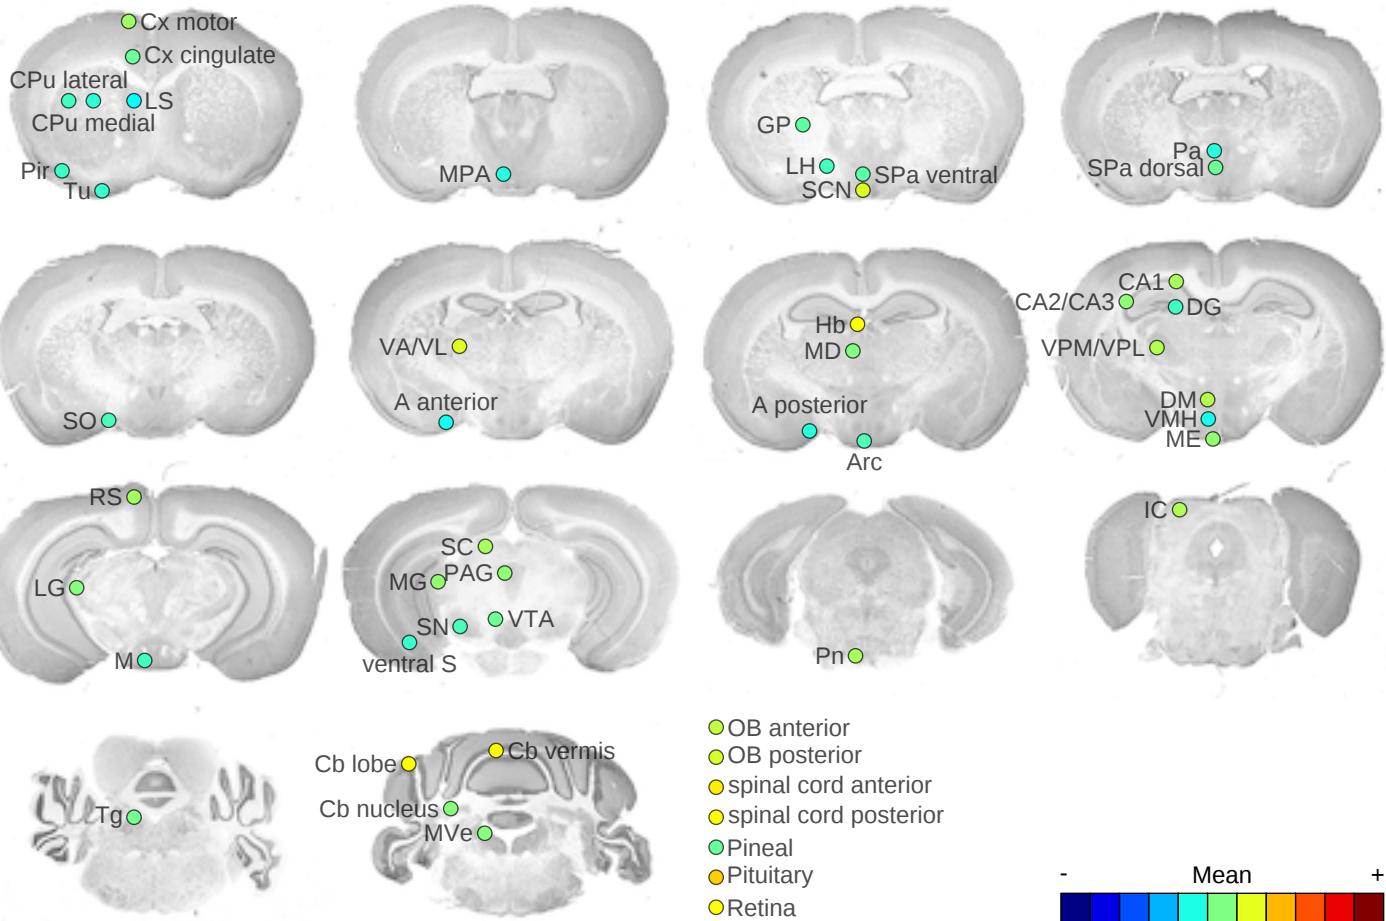 Cx motor
Cx cingulate
CPu lateral
LS
CPu medial
Pir
Tu
MPA
GP
LH
SPa ventral
SCN
Pa
SPa dorsal
SO
VA/VL
A anterior
Hb
MD
A posterior
Arc
CA1
CA2/CA3
DG
VPM/VPL
DM
VMH
ME
RS
LG
M
SC
MG
PAG
SN
VTA
ventral S
Pn
IC
Tg
Cb lobe
Cb vermis
Cb nucleus
MVe
OB anterior
OB posterior
spinal cord anterior
spinal cord posterior
Pineal
Pituitary
Retina
- Mean +